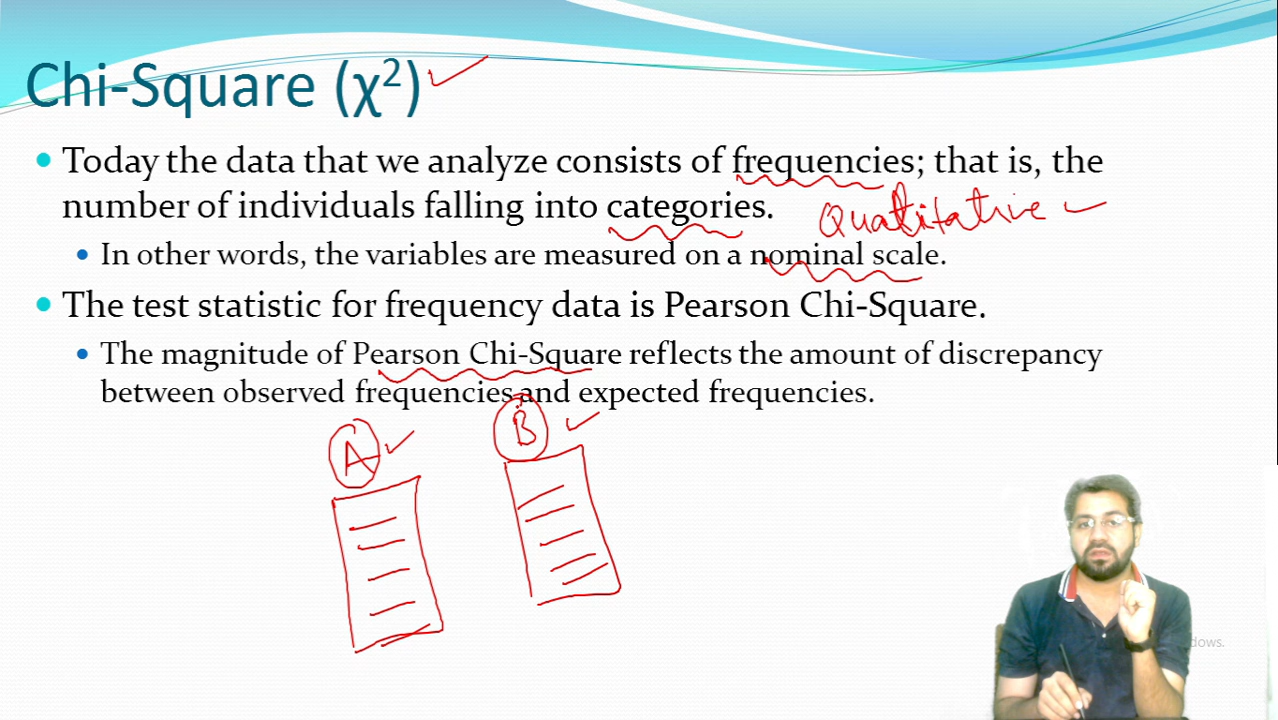 Chi-Square (χ²)
Today the data that we analyze consists of frequencies; that is, the
number of individuals falling into categories.
Qualitative
In other words, the variables are measured on a nominal scale.
The test statistic for frequency data is Pearson Chi-Square.
The magnitude of Pearson Chi-Square reflects the amount of discrepancy
between observed frequencies and expected frequencies.
A
B
dows.